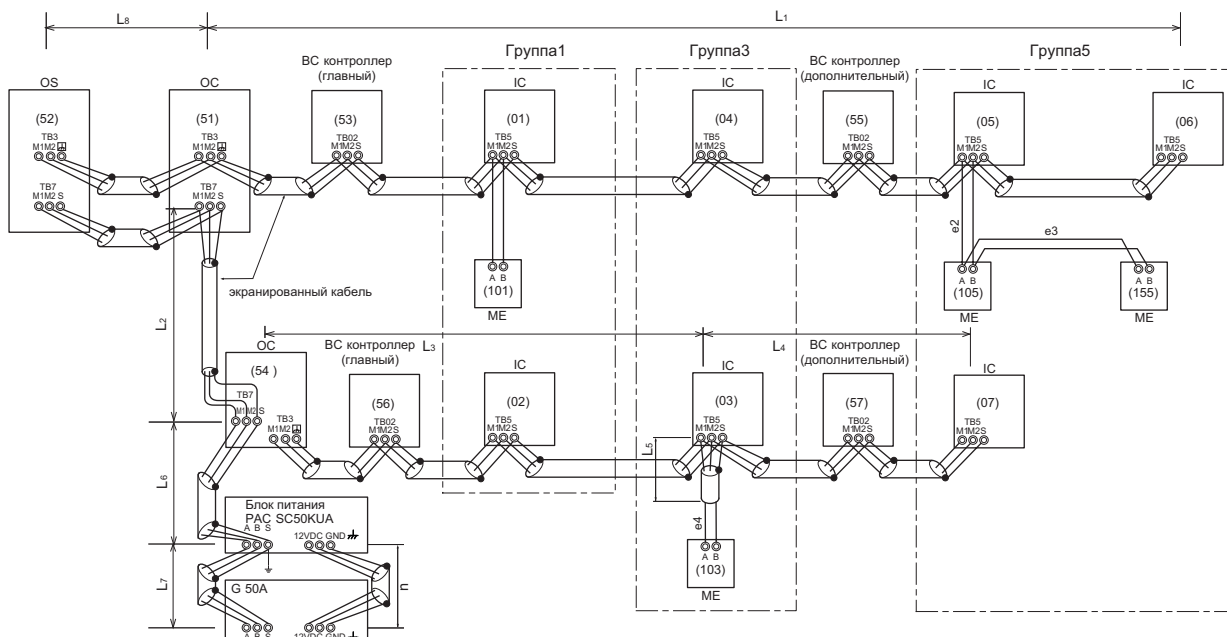 L8
L1
Группа1
Группа3
Группа5
BC контроллер
(главный)
BC контроллер
(дополнительный)
OS
OC
IC
IC
IC
IC
(52)
(51)
(53)
(01)
(04)
(55)
(05)
(06)
TB3
M1M2
TB3
M1M2
TB02
M1M2S
TB5
M1M2S
TB5
M1M2S
TB02
M1M2S
TB5
M1M2S
TB5
M1M2S
TB7
M1M2 S
TB7
M1M2 S
e2
e3
A B
(101)
ME
A B
(105)
ME
A B
(155)
ME
экранированный кабель
L2
L3
L4
OC
BC контроллер
(главный)
BC контроллер
(дополнительный)
IC
IC
IC
(54 )
(56)
(02)
(03)
(57)
(07)
TB7
M1M2 S
TB3
M1M2
TB02
M1M2S
TB5
M1M2S
TB5
M1M2S
TB02
M1M2S
TB5
M1M2S
L5
L6
e4
Блок питания
PAC SC50KUA
A B S
12VDC GND
A B
(103)
ME
L7
n
G 50A
A B S
12VDC GND